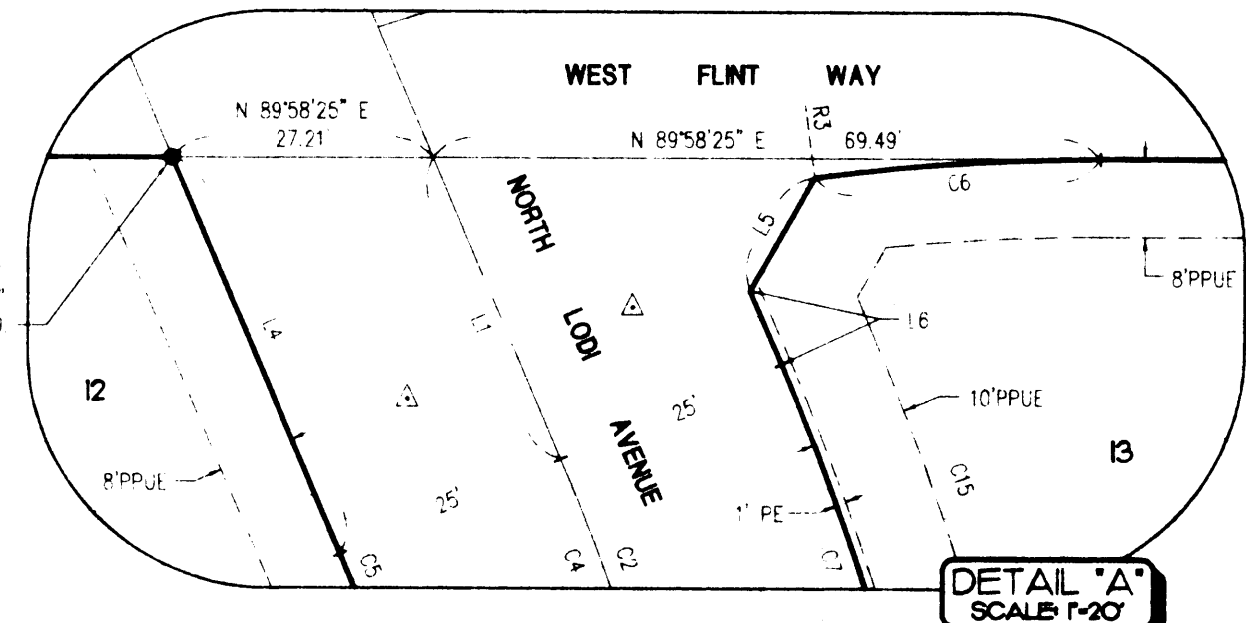 WEST FLINT WAY
N 89°58'25" E
27.21'
R3
N 89°58'25" E 69.49'
C6
NORTH
LODI
AVENUE
L5
8'PPUE
L4
L1
L6
12
25'
10'PPUE
13
8'PPUE
25'
C15
1' PE
C5
C4
C2
C7
DETAIL "A"
SCALE: 1"=20'